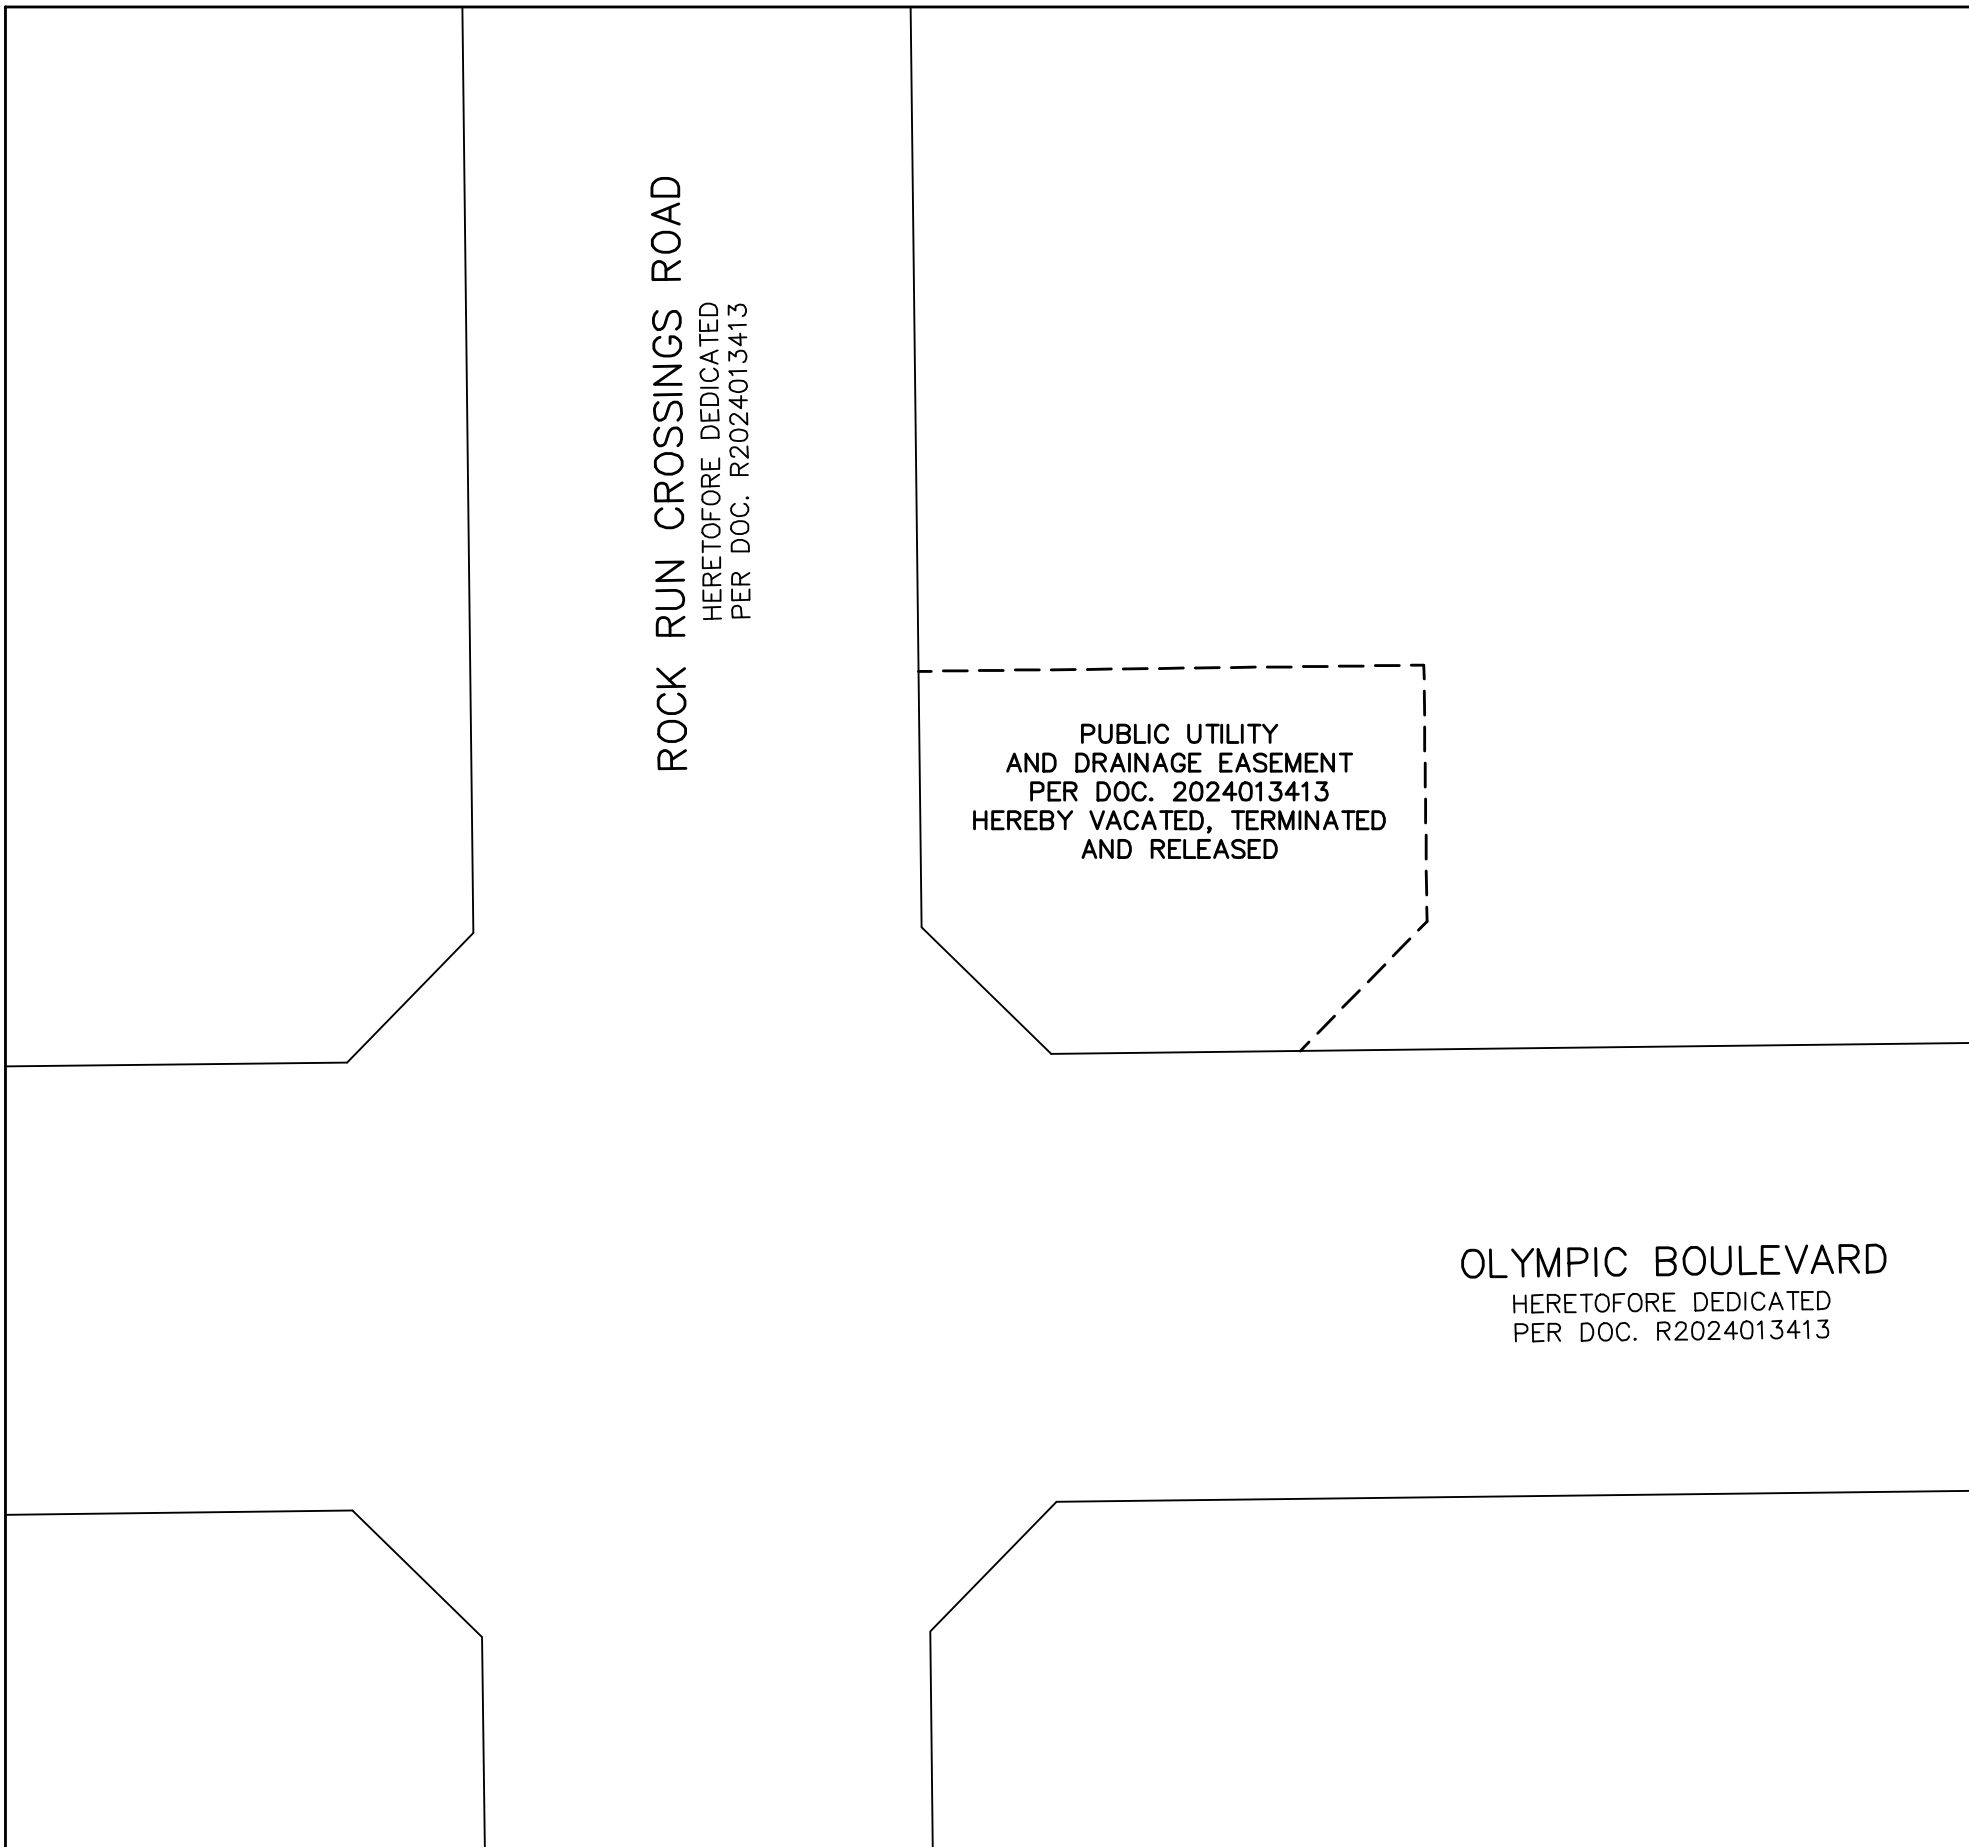 ROCK RUN CROSSINGS ROAD
HERETOFORE DEDICATED
PER DOC. R2024013413
PUBLIC UTILITY
AND DRAINAGE EASEMENT
PER DOC. 2024013413
HEREBY VACATED, TERMINATED
AND RELEASED
OLYMPIC BOULEVARD
HERETOFORE DEDICATED
PER DOC. R2024013413